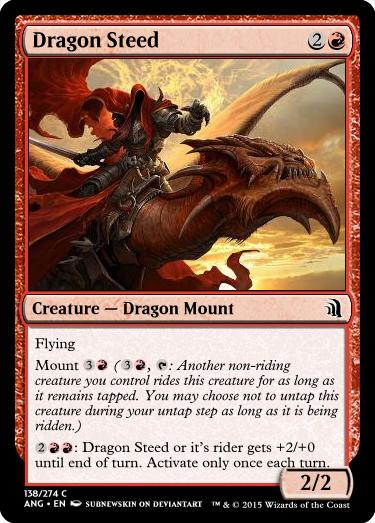 Dragon Steed 2
Creature — Dragon Mount
Flying
Mount 3 (3, : Another non-riding
creature you control rides this creature for as long as
it remains tapped. You may choose not to untap this
creature during your untap step as long as it is being
ridden.)
2: Dragon Steed or it's rider gets +2/+0
until end of turn. Activate only once each turn.
2/2
138/274 C
ANG • EN SUBNEWSKIN ON DEVIANTART ™ & © 2015 Wizards of the Coast